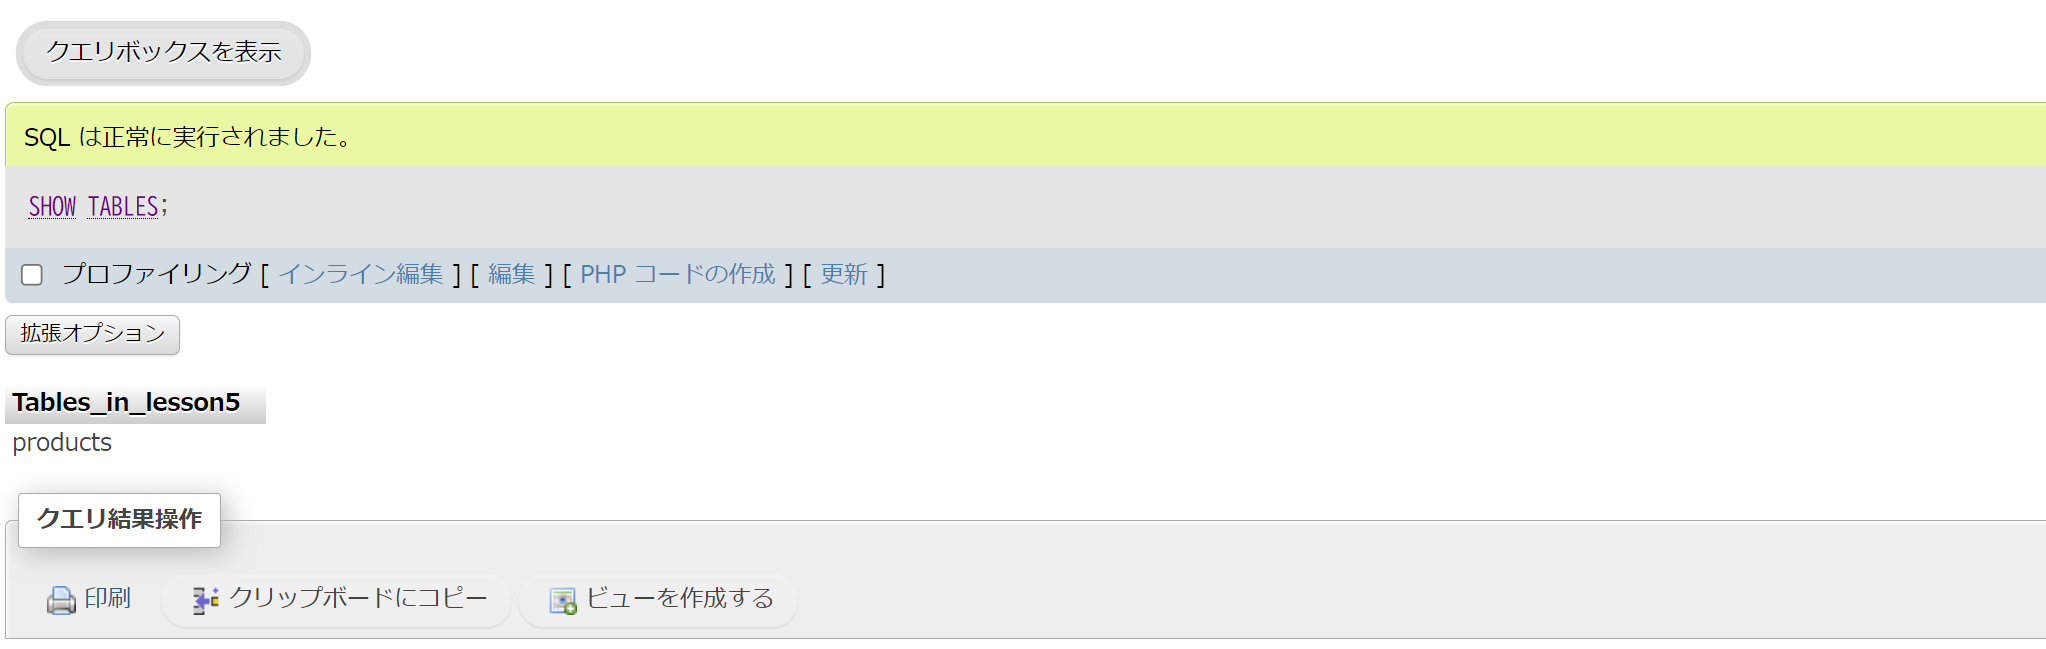 クエリボックスを表示
SQL は正常に実行されました。
SHOW TABLES;
プロファイリング [ インライン編集 ] [ 編集 ] [ PHP コードの作成 ] [ 更新 ]
拡張オプション
Tables_in_lesson5
products
クエリ結果操作
印刷 クリップボードにコピー ビューを作成する